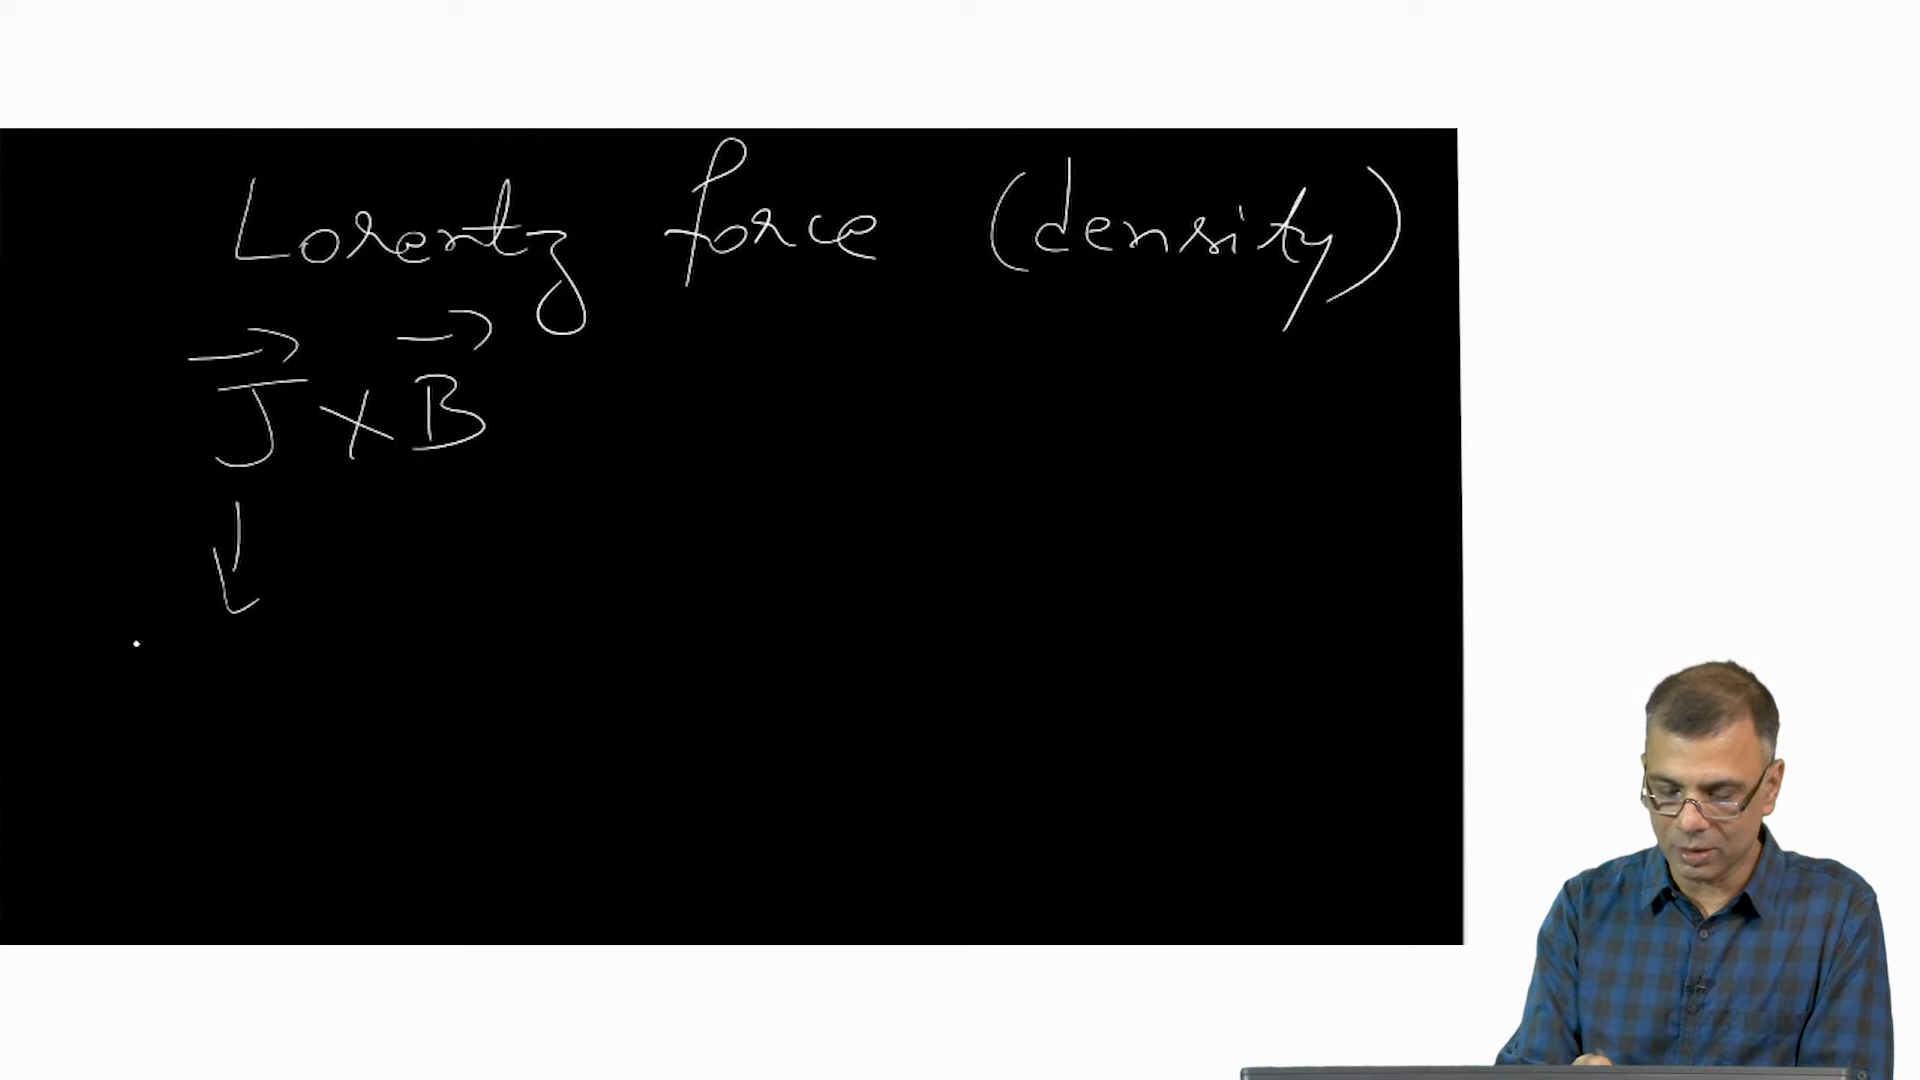 Lorentz force (density)
J⃗ × B⃗